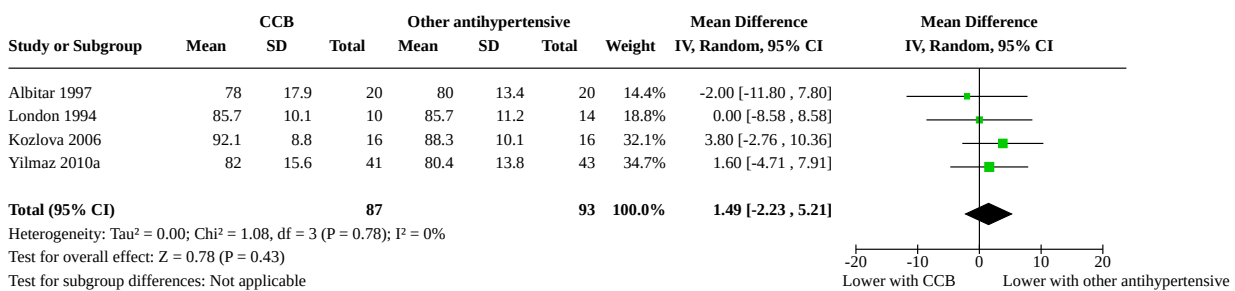 CCB Other antihypertensive Mean Difference Mean Difference
Study or Subgroup Mean SD Total Mean SD Total Weight IV, Random, 95% CI IV, Random, 95% CI
Albitar 1997 78 17.9 20 80 13.4 20 14.4% -2.00 [-11.80 , 7.80]
London 1994 85.7 10.1 10 85.7 11.2 14 18.8% 0.00 [-8.58 , 8.58]
Kozlova 2006 92.1 8.8 16 88.3 10.1 16 32.1% 3.80 [-2.76 , 10.36]
Yilmaz 2010a 82 15.6 41 80.4 13.8 43 34.7% 1.60 [-4.71 , 7.91]
Total (95% CI) 87 93 100.0% 1.49 [-2.23 , 5.21]
Heterogeneity: Tau² = 0.00; Chi² = 1.08, df = 3 (P = 0.78); I² = 0%
Test for overall effect: Z = 0.78 (P = 0.43)
Test for subgroup differences: Not applicable
-20 -10 0 10 20
Lower with CCB Lower with other antihypertensive